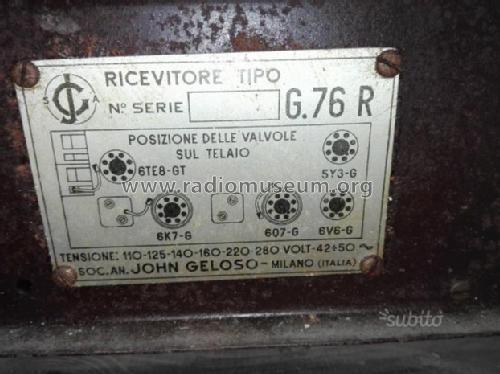 RICEVITORE TIPO
S JG A
No SERIE G.76 R
POSIZIONE DELLE VALVOLE
SUL TELAIO
6TE8-GT
5Y3-G
www.radiomuseum.org
6K7-G
6Q7-G
6V6-G
TENSIONE: 110-125-140-160-220-280 VOLT-42÷50 ~
SOC. AN. JOHN GELOSO - MILANO (ITALIA)
subito